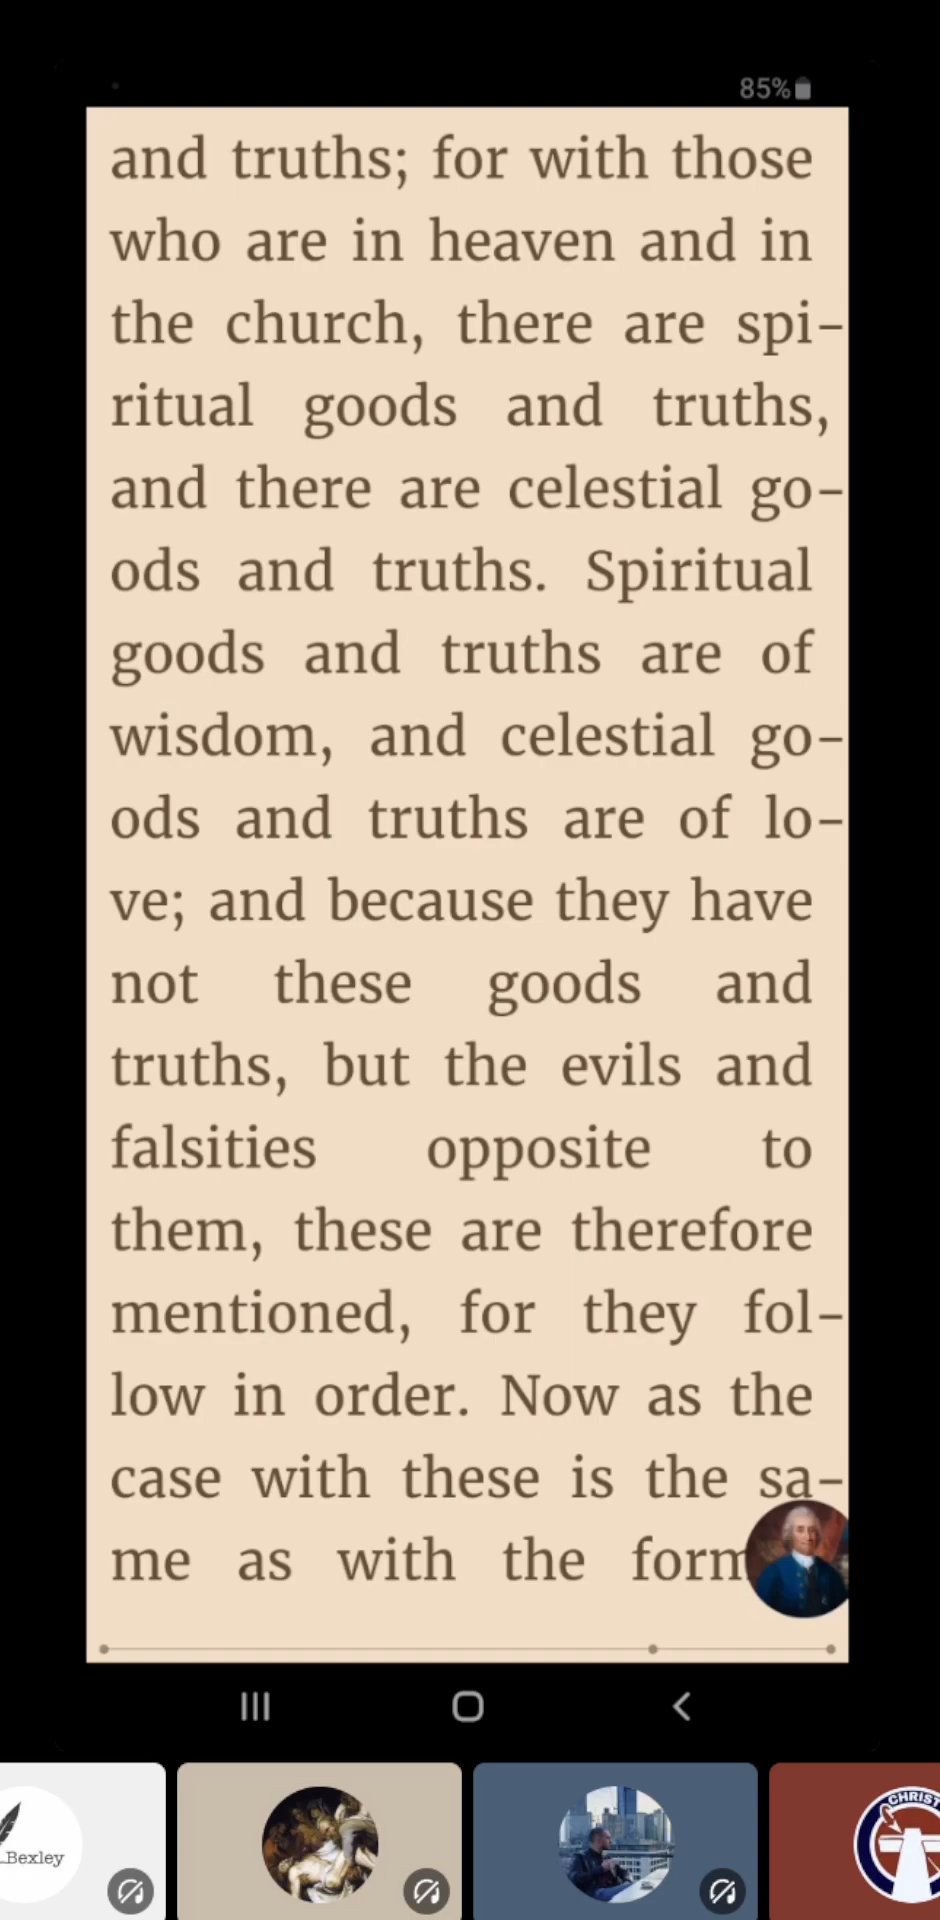 85%
and truths; for with those
who are in heaven and in
the church, there are spi-
ritual goods and truths,
and there are celestial go-
ods and truths. Spiritual
goods and truths are of
wisdom, and celestial go-
ods and truths are of lo-
ve; and because they have
not these goods and
truths, but the evils and
falsities opposite to
them, these are therefore
mentioned, for they fol-
low in order. Now as the
case with these is the sa-
me as with the form
Bexley
CHRIST